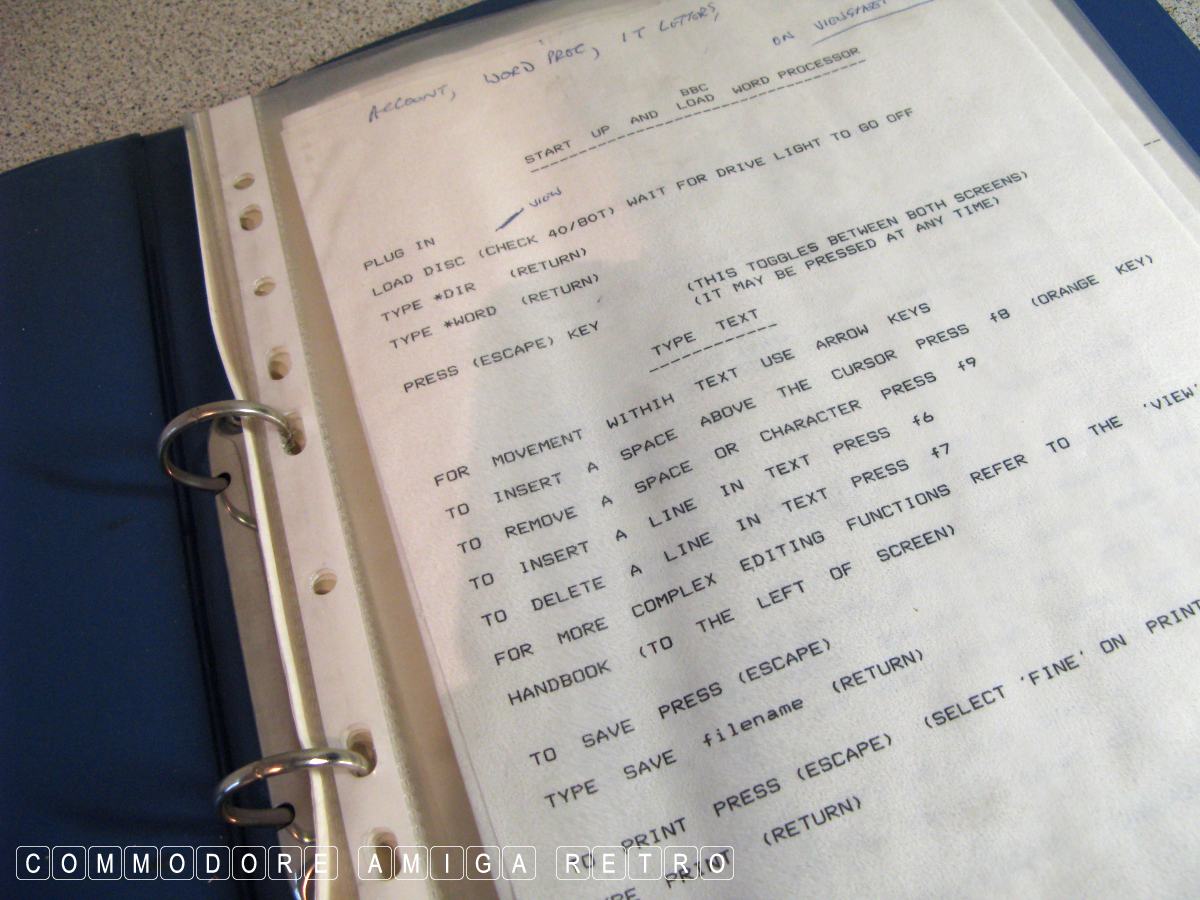 ACCOUNT, WORD PROC, IT LETTERS,
ON VIEWSHEET
BBC
START UP AND LOAD WORD PROCESSOR
VIEW
PLUG IN
LOAD DISC (CHECK 40/80T) WAIT FOR DRIVE LIGHT TO GO OFF
TYPE *DIR (RETURN)
TYPE *WORD (RETURN)
PRESS (ESCAPE) KEY (THIS TOGGLES BETWEEN BOTH SCREENS)
(IT MAY BE PRESSED AT ANY TIME)
TYPE TEXT
FOR MOVEMENT WITHIH TEXT USE ARROW KEYS
TO INSERT A SPACE ABOVE THE CURSOR PRESS f8 (ORANGE KEY)
TO REMOVE A SPACE OR CHARACTER PRESS f9
TO INSERT A LINE IN TEXT PRESS f6
TO DELETE A LINE IN TEXT PRESS f7
FOR MORE COMPLEX EDITING FUNCTIONS REFER TO THE 'VIEW'
HANDBOOK (TO THE LEFT OF SCREEN)
TO SAVE PRESS (ESCAPE)
TYPE SAVE filename (RETURN)
TO PRINT PRESS (ESCAPE) (SELECT 'FINE' ON PRINT
TYPE PRINT (RETURN)
COMMODORE AMIGA RETRO